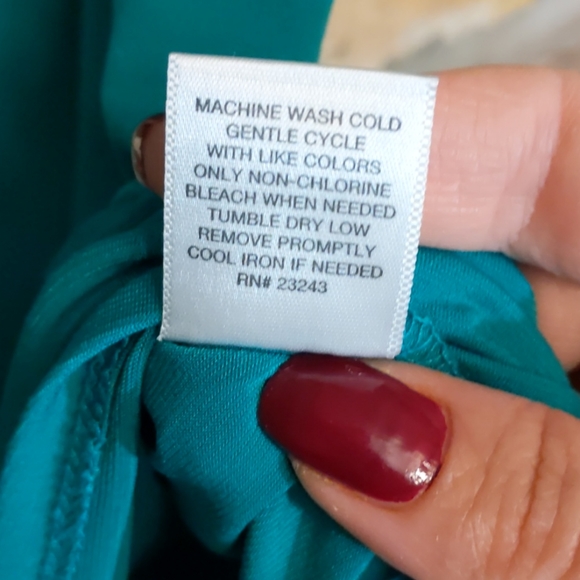 MACHINE WASH COLD
GENTLE CYCLE
WITH LIKE COLORS
ONLY NON-CHLORINE
BLEACH WHEN NEEDED
TUMBLE DRY LOW
REMOVE PROMPTLY
COOL IRON IF NEEDED
RN# 23243